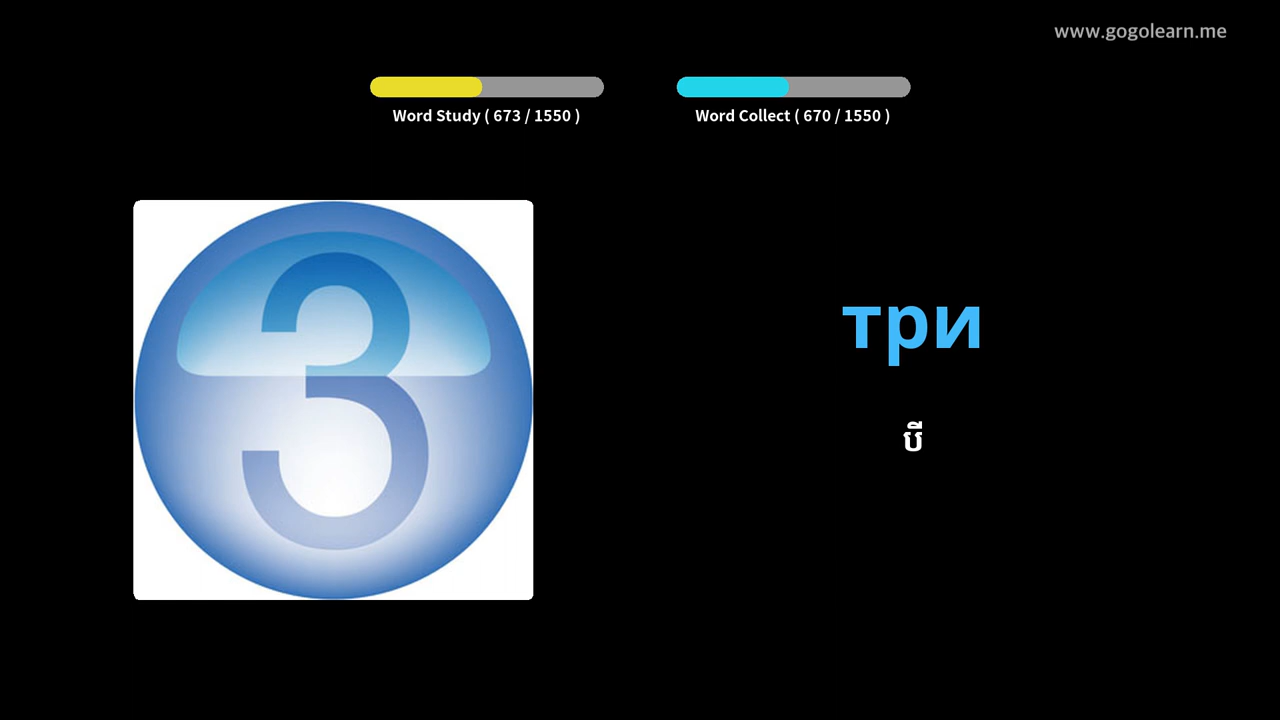 www.gogolearn.me
Word Study ( 673 / 1550 )
Word Collect ( 670 / 1550 )
3
три
បី